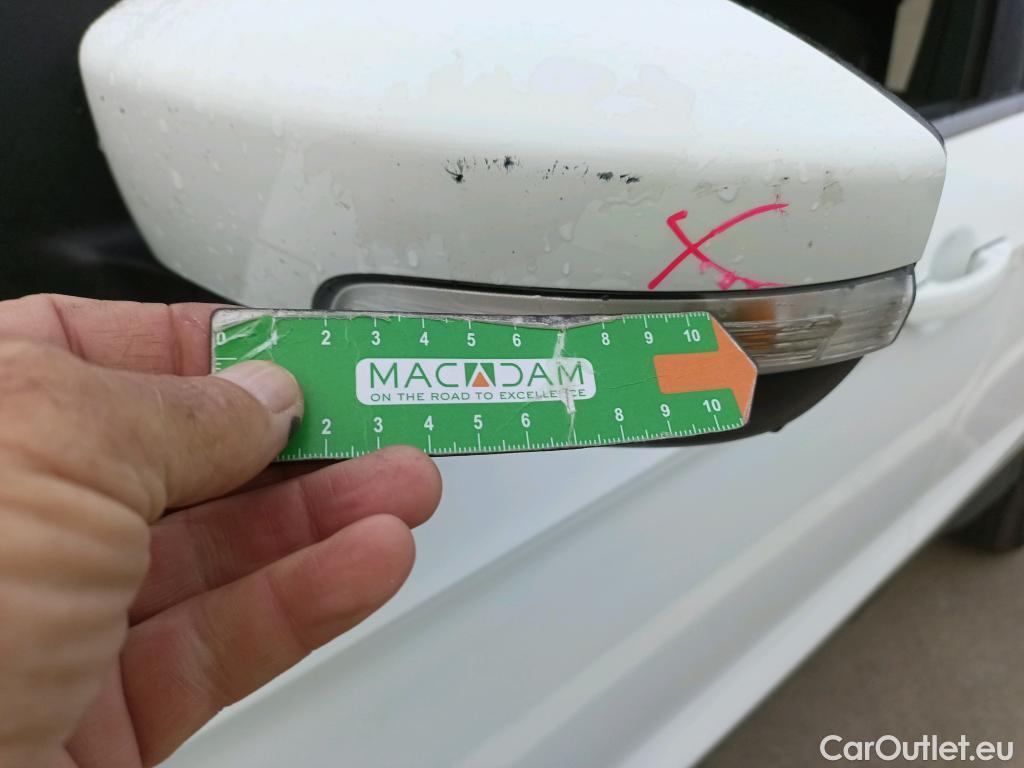 0 2 3 4 5 6 8 9 10
MACADAM
ON THE ROAD TO EXCELLENCE
2 3 4 5 6 8 9 10
CarOutlet.eu